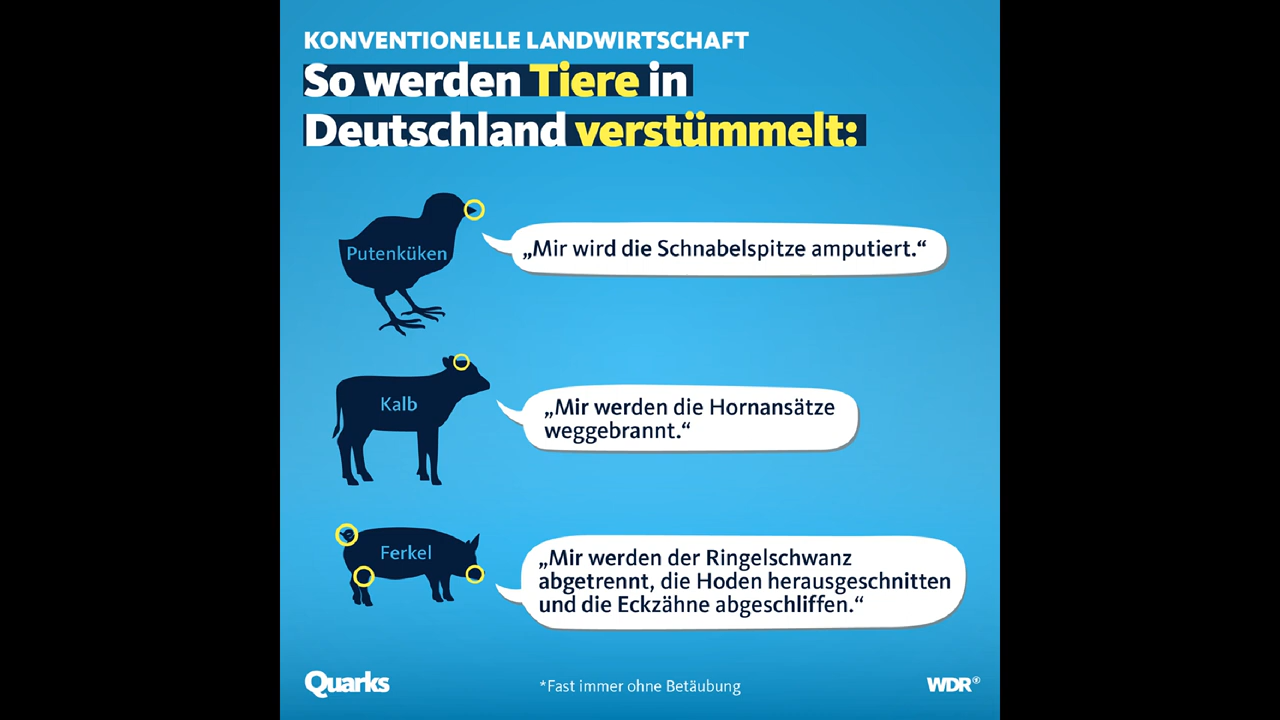 KONVENTIONELLE LANDWIRTSCHAFT
So werden Tiere in
Deutschland verstümmelt:
Putenküken
„Mir wird die Schnabelspitze amputiert.“
Kalb
„Mir werden die Hornansätze
weggebrannt.“
Ferkel
„Mir werden der Ringelschwanz
abgetrennt, die Hoden herausgeschnitten
und die Eckzähne abgeschliffen.“
Quarks
*Fast immer ohne Betäubung
WDR